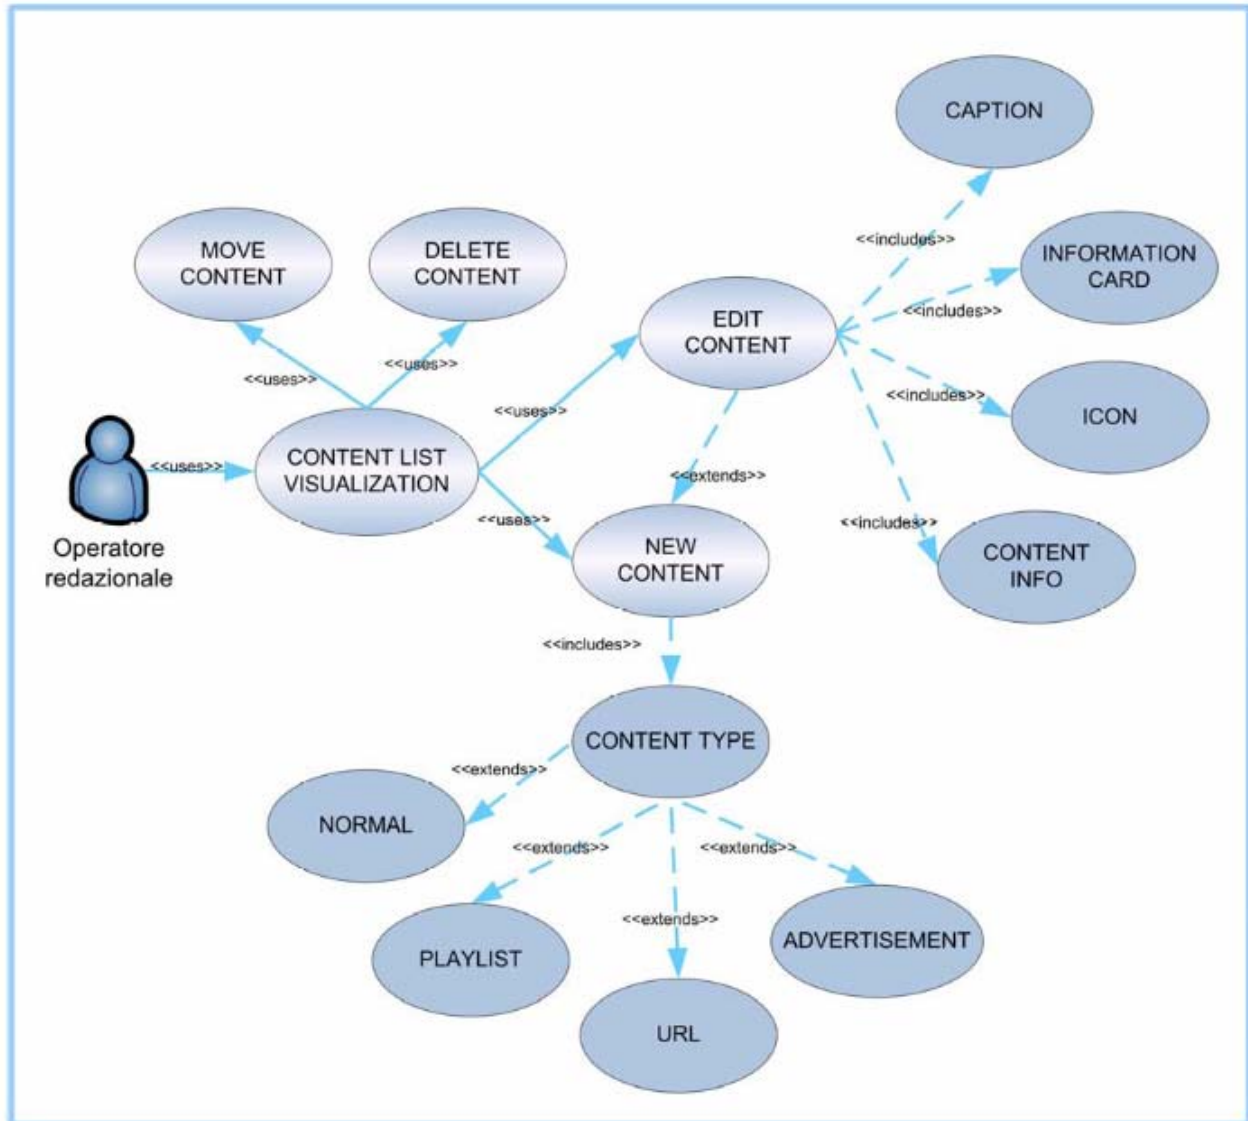 CAPTION
<<includes>>
INFORMATION
CARD
<<includes>>
MOVE
CONTENT
DELETE
CONTENT
EDIT
CONTENT
<<uses>>
<<uses>>
<<uses>>
<<includes>>
ICON
<<uses>>
CONTENT LIST
VISUALIZATION
<<extends>>
<<uses>>
<<includes>>
Operatore
redazionale
NEW
CONTENT
CONTENT
INFO
<<includes>>
CONTENT TYPE
<<extends>>
NORMAL
<<extends>>
<<extends>>
<<extends>>
PLAYLIST
ADVERTISEMENT
URL